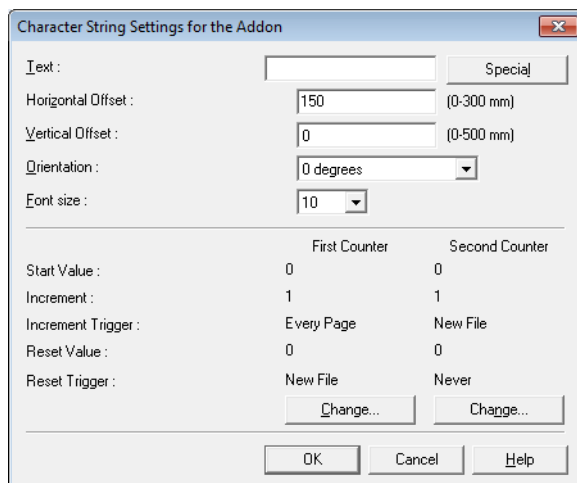 Character String Settings for the Addon
Text : Special
Horizontal Offset : 150 (0-300 mm)
Vertical Offset : 0 (0-500 mm)
Orientation : 0 degrees
Font size : 10
First Counter Second Counter
Start Value : 0 0
Increment : 1 1
Increment Trigger : Every Page New File
Reset Value : 0 0
Reset Trigger : New File Never
Change... Change...
OK Cancel Help